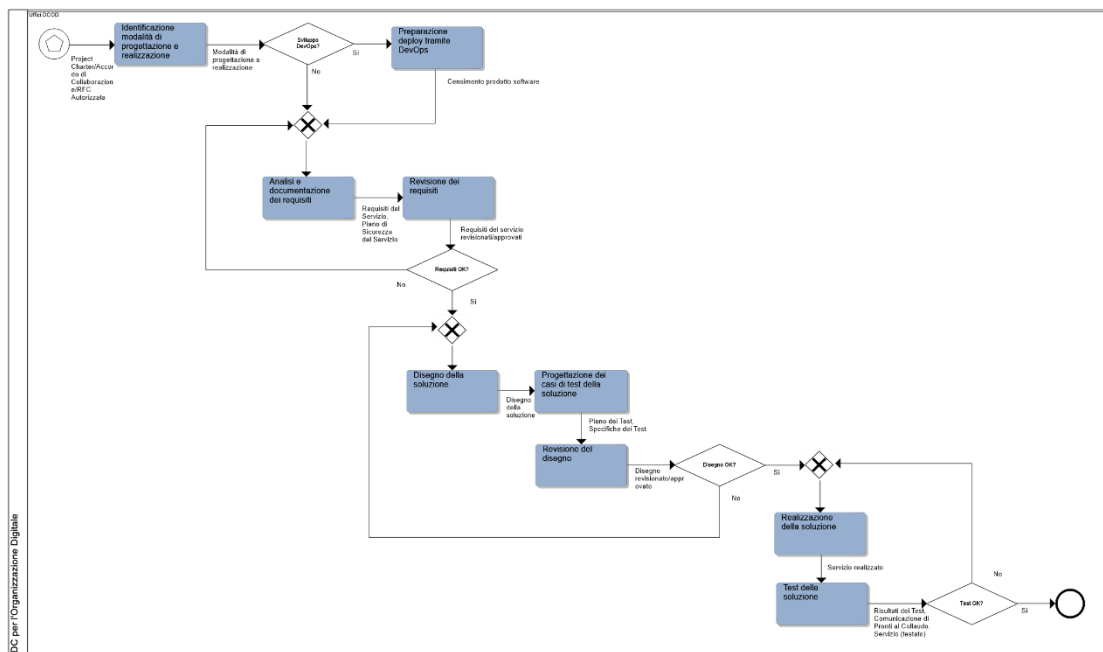 Uffici DCOD
Identificazione
modalità di
progettazione e
realizzazione
Project
Charter/Accor
do di
Collaborazion
e/RFC
Autorizzata
Modalità di
progettazione e
realizzazione
Sviluppo
DevOps?
Si
No
Preparazione
deploy tramite
DevOps
Censimento prodotto software
Analisi e
documentazione
dei requisiti
Requisiti del
Servizio,
Piano di
Sicurezza
del Servizio
Revisione dei
requisiti
Requisiti del servizio
revisionati/approvati
Requisiti OK?
No
Si
Disegno della
soluzione
Disegno
della
soluzione
Progettazione dei
casi di test della
soluzione
Piano dei Test,
Specifiche dei Test
Revisione del
disegno
Disegno
revisionato/appr
ovato
Disegno OK?
Si
No
Realizzazione
della soluzione
Servizio realizzato
Test della
soluzione
Risultati dei Test,
Comunicazione di
Pronti al Collaudo,
Servizio (testato)
Test OK?
No
Si
DC per l'Organizzazione Digitale